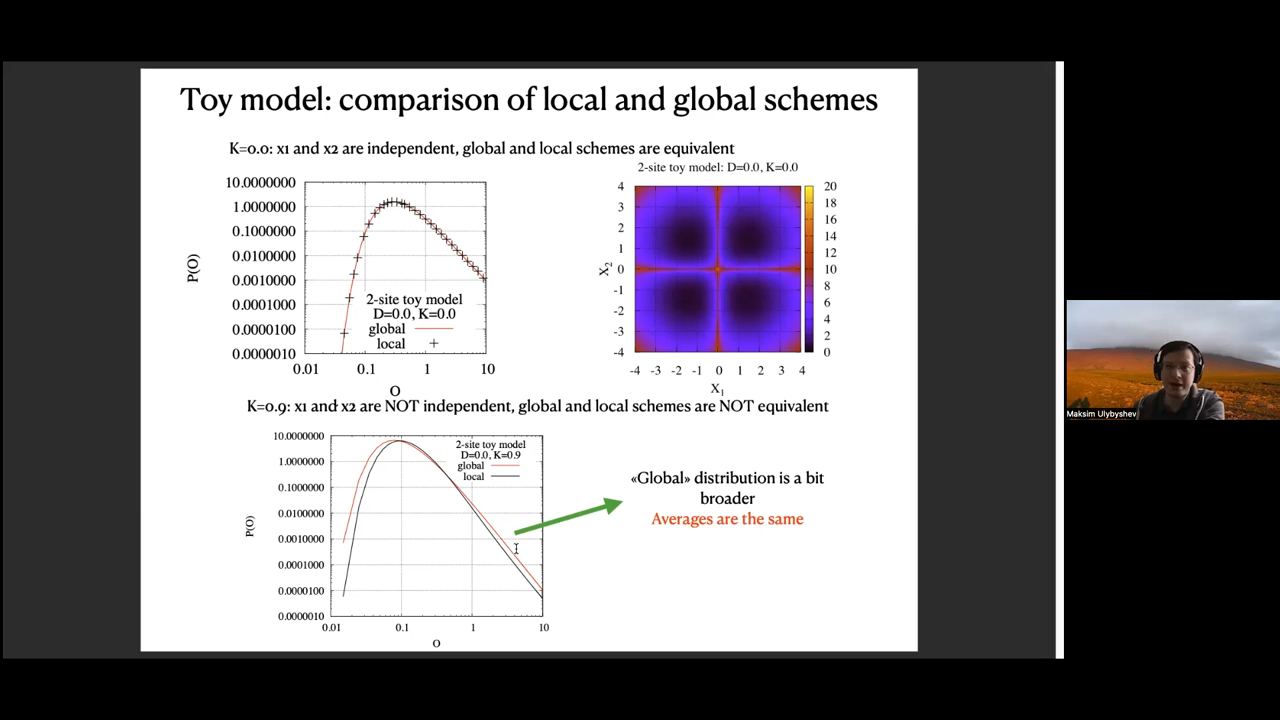 Toy model: comparison of local and global schemes
K=0.0: x1 and x2 are independent, global and local schemes are equivalent
2-site toy model: D=0.0, K=0.0
10.0000000
1.0000000
0.1000000
0.0100000
0.0010000
0.0001000
0.0000100
0.0000010
P(O)
2-site toy model
D=0.0, K=0.0
global
local
0.01 0.1 1 10
O
4
3
2
1
0
-1
-2
-3
-4
X2
-4 -3 -2 -1 0 1 2 3 4
X1
20
18
16
14
12
10
8
6
4
2
0
K=0.9: x1 and x2 are NOT independent, global and local schemes are NOT equivalent
10.0000000
1.0000000
0.1000000
0.0100000
0.0010000
0.0001000
0.0000100
0.0000010
P(O)
2-site toy model
D=0.0, K=0.9
global
local
0.01 0.1 1 10
O
«Global» distribution is a bit
broader
Averages are the same
Maksim Ulybyshev